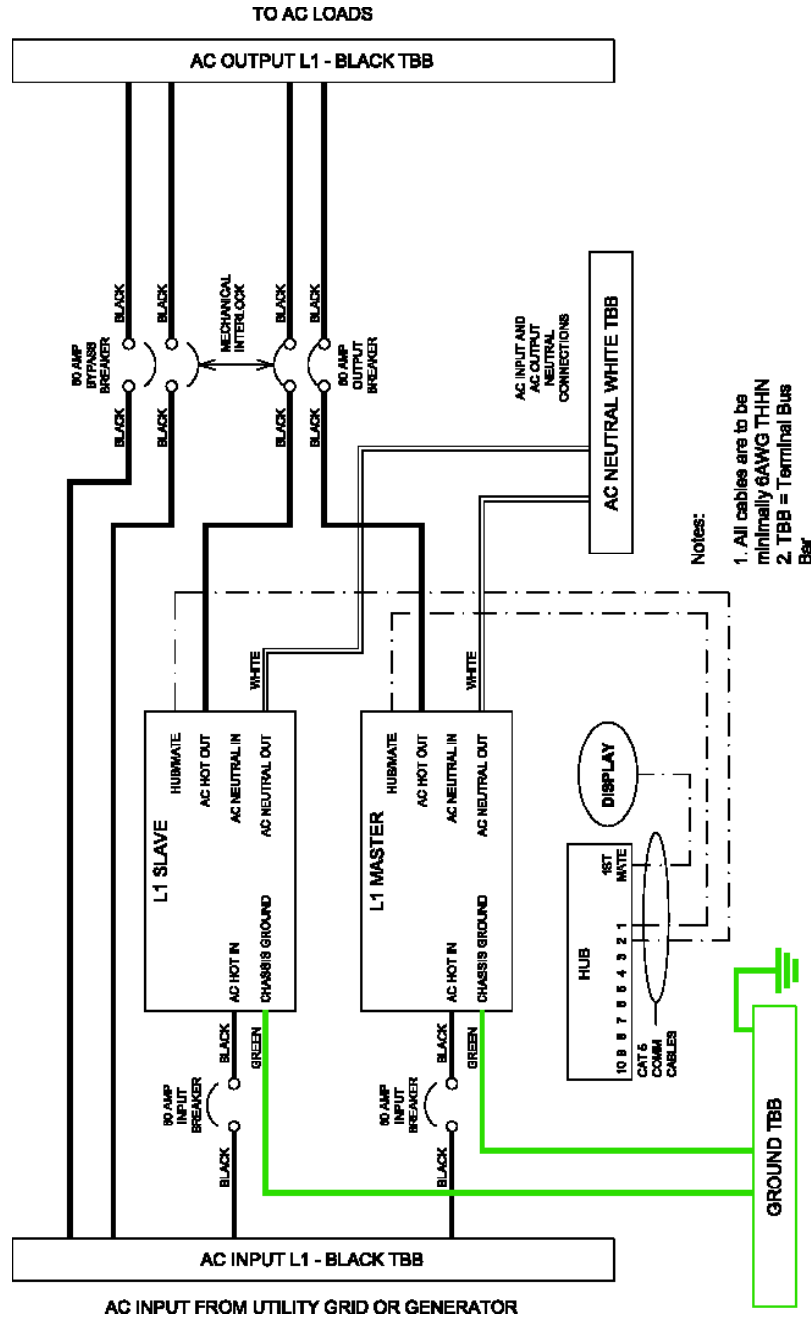 TO AC LOADS
AC OUTPUT L1 - BLACK TBB
60 AMP
BYPASS
BREAKER
BLACK
BLACK
BLACK
BLACK
MECHANICAL
INTERLOCK
BLACK
BLACK
BLACK
BLACK
60 AMP
OUTPUT
BREAKER
AC INPUT AND
AC OUTPUT
NEUTRAL
CONNECTIONS
AC NEUTRAL WHITE TBB
Notes:
1. All cables are to be
minimally 6AWG THHN
2. TBB = Terminal Bus
Bar
L1 SLAVE
HUB/MATE
AC HOT OUT
AC NEUTRAL IN
AC NEUTRAL OUT
WHITE
AC HOT IN
CHASSIS GROUND
BLACK
GREEN
60 AMP
INPUT
BREAKER
BLACK
L1 MASTER
HUB/MATE
AC HOT OUT
AC NEUTRAL IN
AC NEUTRAL OUT
WHITE
AC HOT IN
CHASSIS GROUND
BLACK
GREEN
60 AMP
INPUT
BREAKER
BLACK
DISPLAY
HUB
1ST
MATE
10 9 8 7 6 5 4 3 2 1
CAT 5
COMM
CABLES
GROUND TBB
AC INPUT L1 - BLACK TBB
AC INPUT FROM UTILITY GRID OR GENERATOR